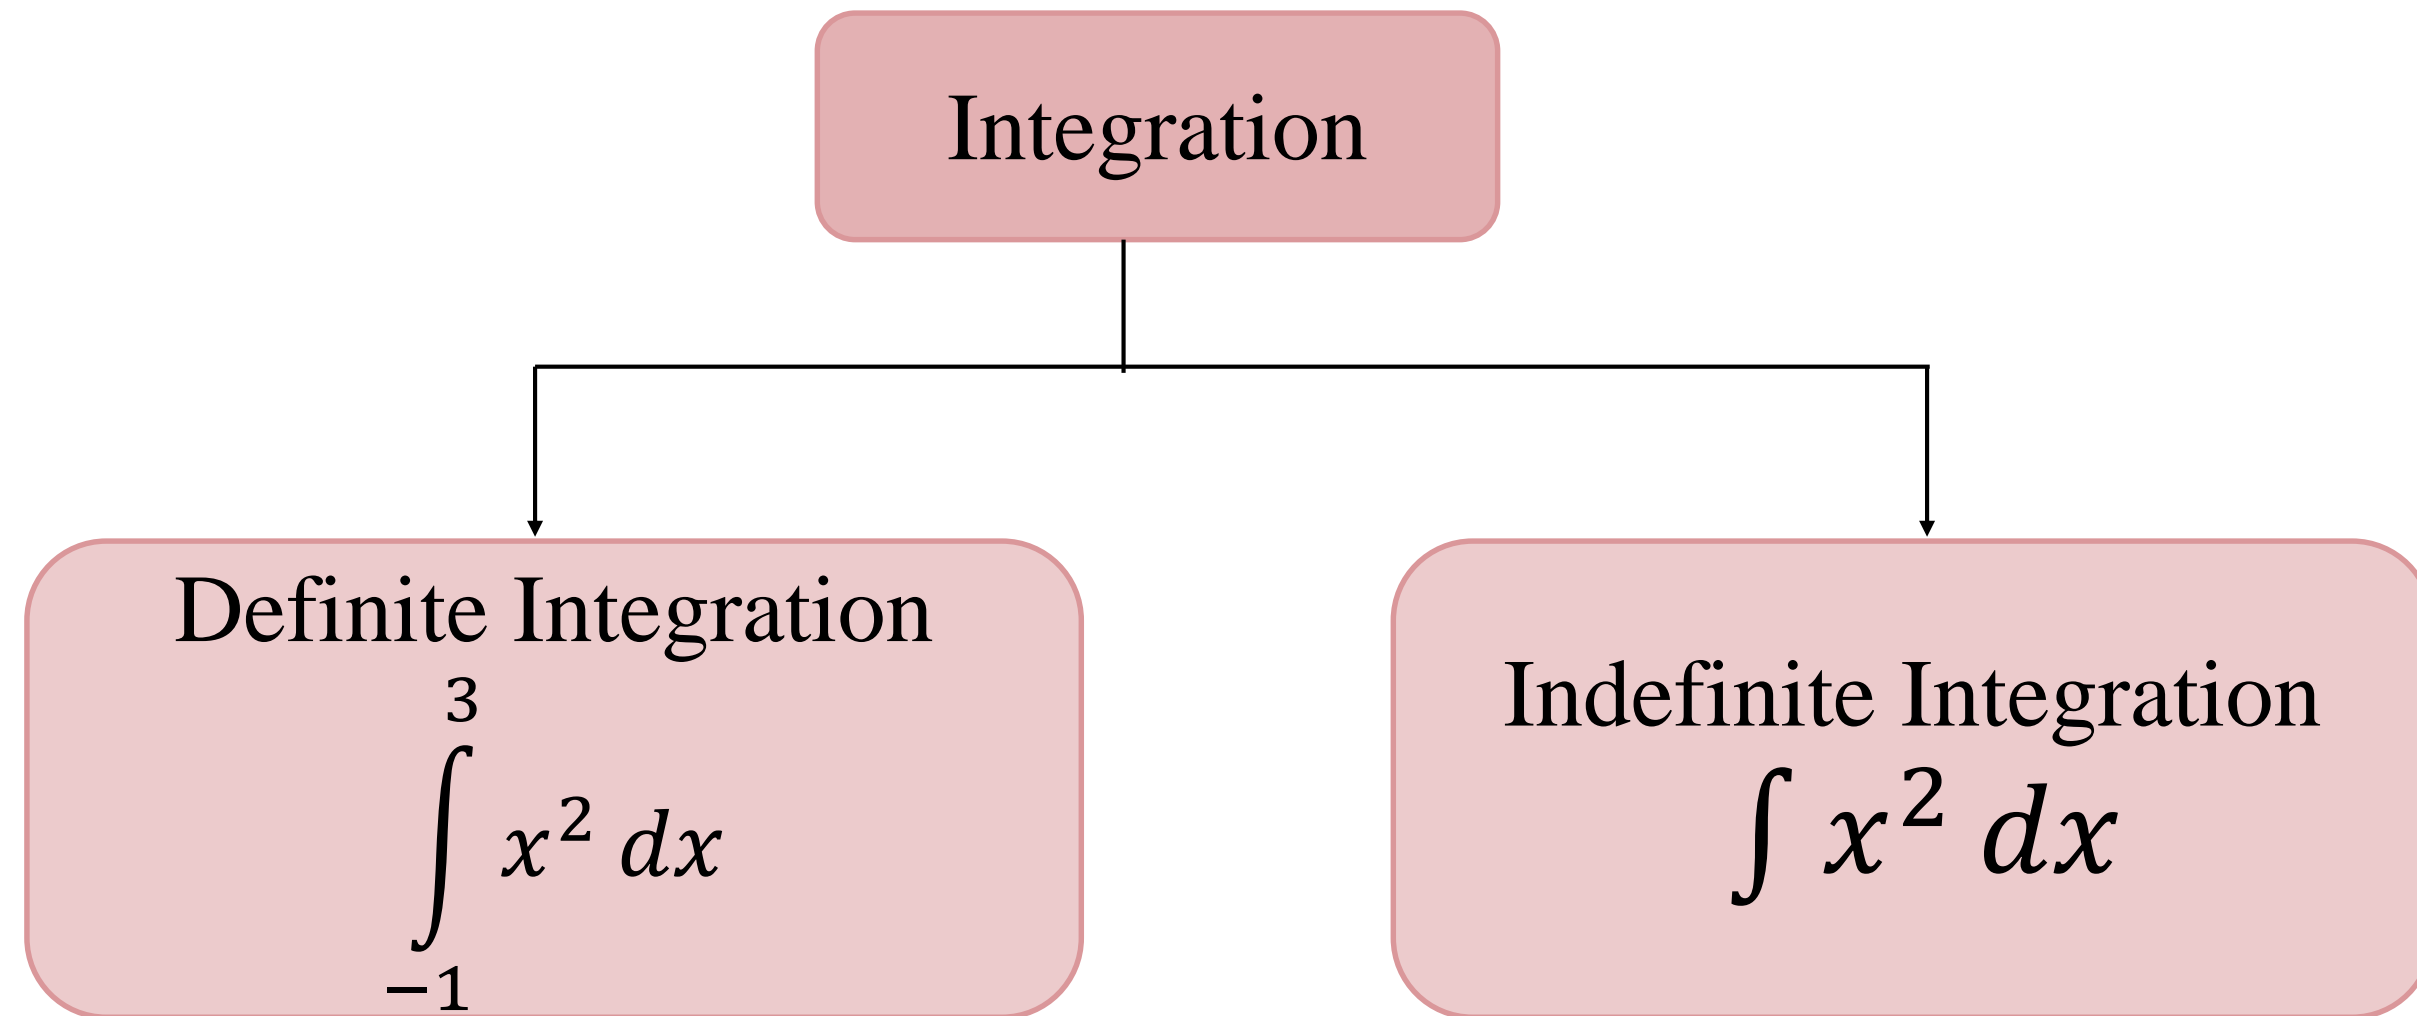 Integration
Definite Integration
3
∫ x² dx
−1
Indefinite Integration
∫ x² dx